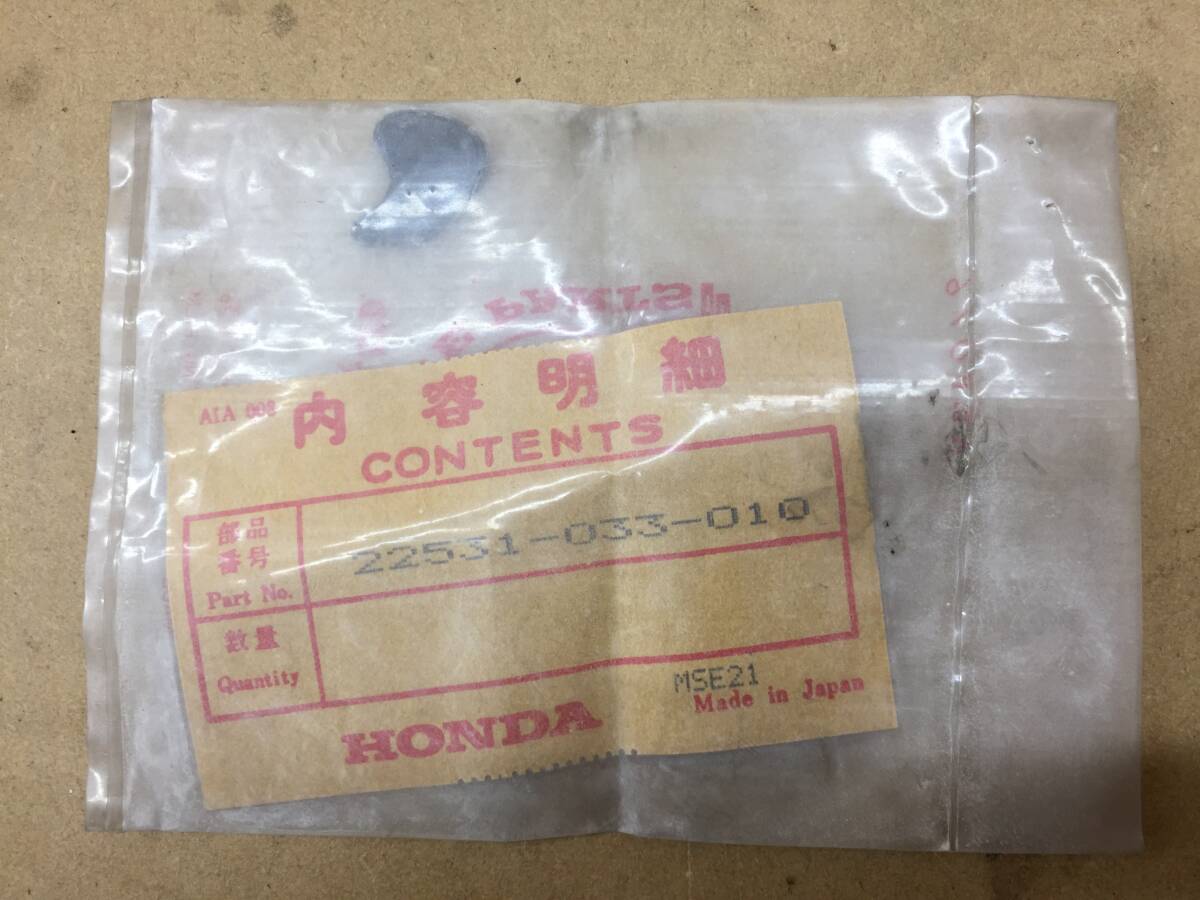 AIA 008
内容明細
CONTENTS
部品
番号
Part No.
22531-033-010
数量
Quantity
MSE21
Made in Japan
HONDA